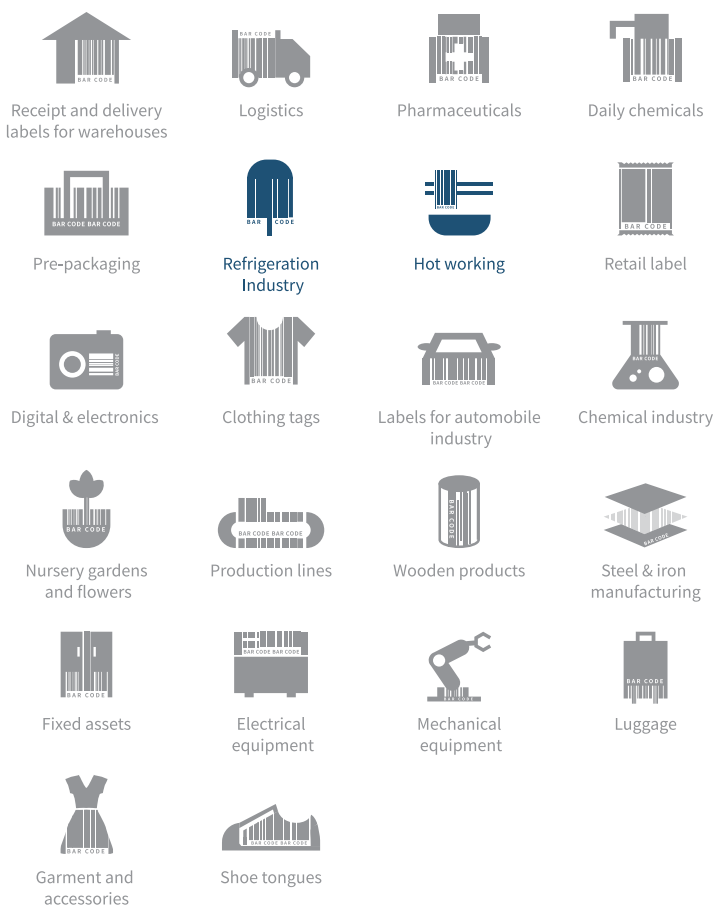 BAR CODE
BAR CODE
Receipt and delivery
labels for warehouses
Logistics
Pharmaceuticals
Daily chemicals
BAR CODE BAR CODE
BAR CODE
BAR CODE
BAR CODE
Pre-packaging
Refrigeration
Industry
Hot working
Retail label
BAR CODE
BAR CODE
BAR CODE BAR CODE
BAR CODE
Digital & electronics
Clothing tags
Labels for automobile
industry
Chemical industry
BAR CODE
BAR CODE BAR CODE
BAR CODE
BAR CODE
Nursery gardens
and flowers
Production lines
Wooden products
Steel & iron
manufacturing
BAR CODE
BAR CODE BAR CODE
BAR CODE
BAR CODE
Fixed assets
Electrical
equipment
Mechanical
equipment
Luggage
BAR CODE
BAR CODE BAR CODE
Garment and
accessories
Shoe tongues